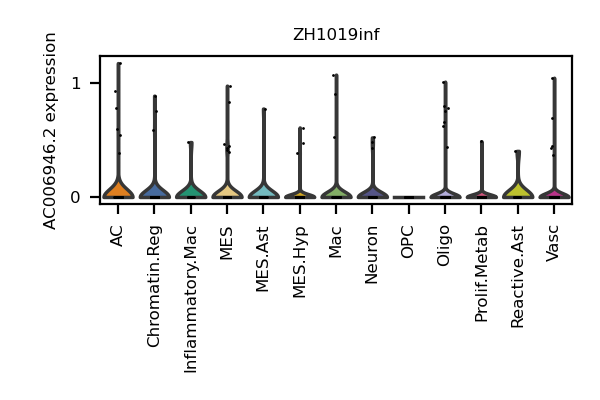 ZH1019inf
AC006946.2 expression
1
0
AC
Chromatin.Reg
Inflammatory.Mac
MES
MES.Ast
MES.Hyp
Mac
Neuron
OPC
Oligo
Prolif.Metab
Reactive.Ast
Vasc